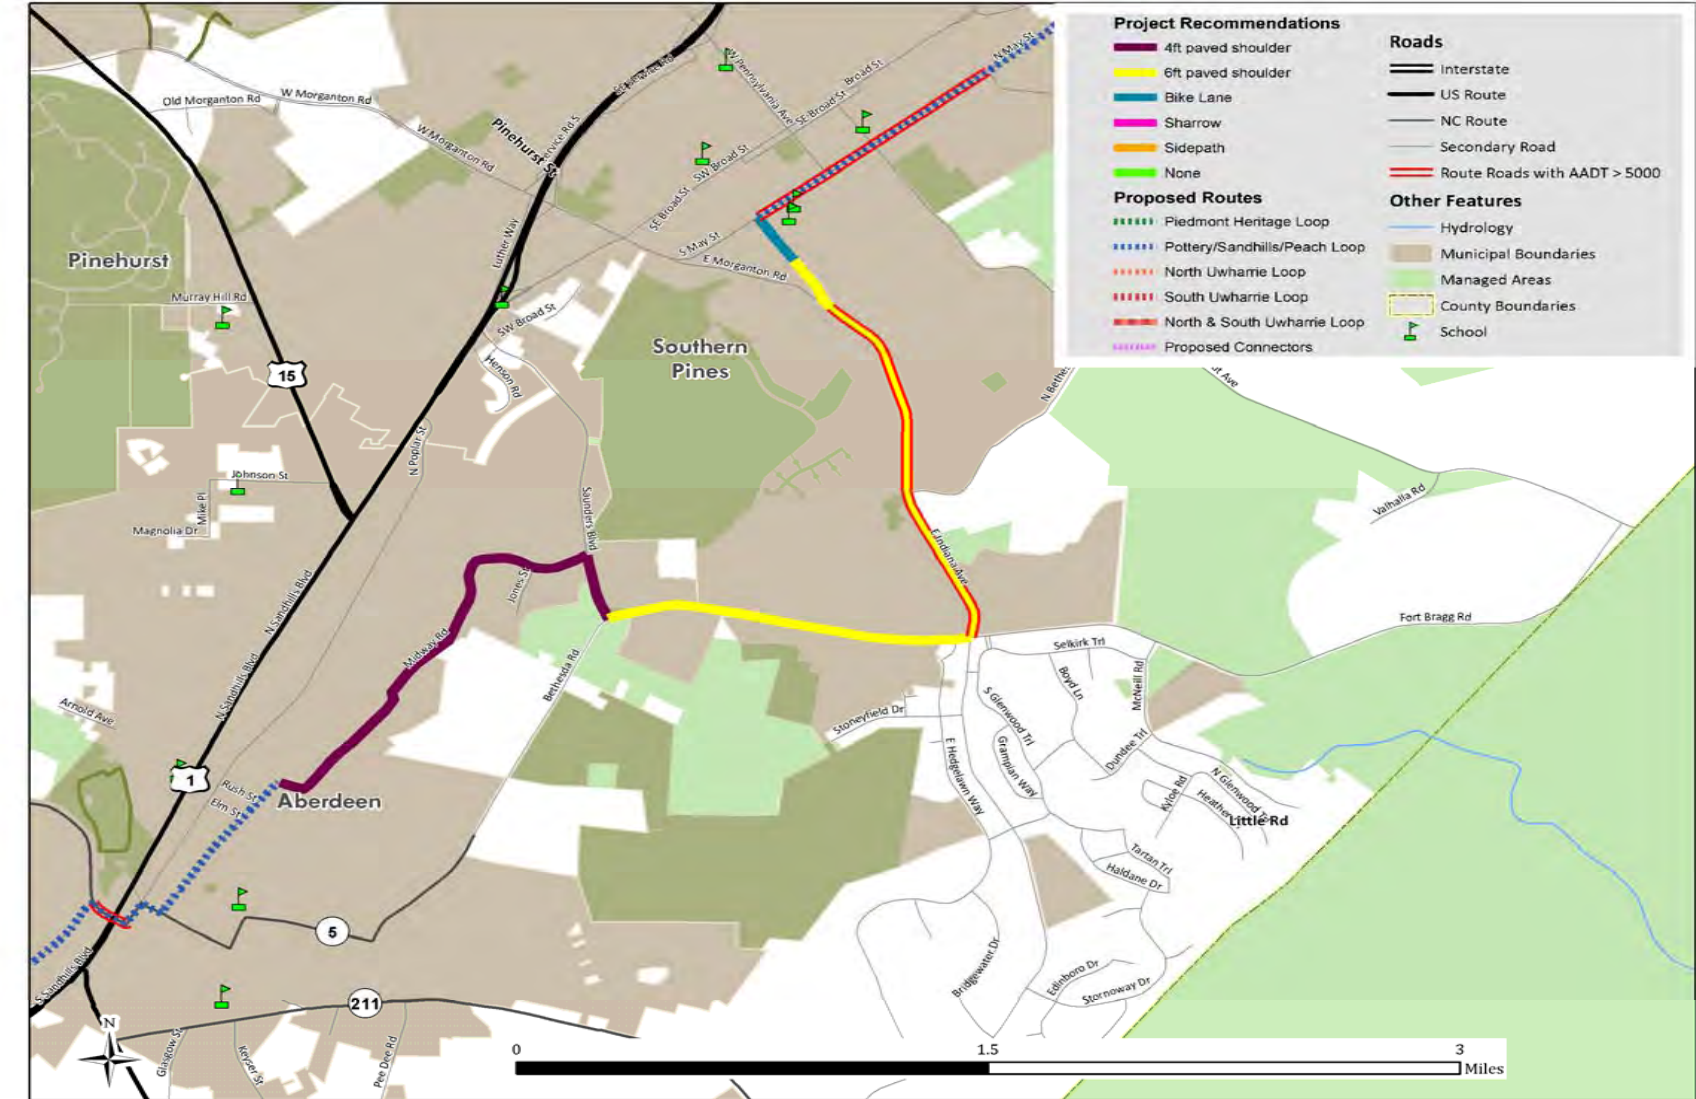 Project Recommendations
4ft paved shoulder
6ft paved shoulder
Bike Lane
Sharrow
Sidepath
None
Proposed Routes
Piedmont Heritage Loop
Pottery/Sandhills/Peach Loop
North Uwharrie Loop
South Uwharrie Loop
North & South Uwharrie Loop
Proposed Connectors
Roads
Interstate
US Route
NC Route
Secondary Road
Route Roads with AADT > 5000
Other Features
Hydrology
Municipal Boundaries
Managed Areas
County Boundaries
School
N May St
W Pennsylvania Ave
Broad St
SE Broad St
Old Morganton Rd
W Morganton Rd
W Morganton Rd
Pinehurst St
Service Rd S
SW Broad St
SE Broad St
S May St
E Morganton Rd
Luther Way
Pinehurst
Murray Hill Rd
SW Broad St
Southern
Pines
Henson Rd
15
N Poplar St
Johnson St
Mike Pl
Magnolia Dr
Saunders Blvd
Valhalla Rd
E Indiana Ave
N Sandhills Blvd
Jones St
Midway Rd
Fort Bragg Rd
Selkirk Trl
Bethesda Rd
Boyd Ln
McNeill Rd
N Sandhills Blvd
Arnold Ave
S Glenwood Trl
Stoneyfield Dr
Grampian Way
E Hedgelawn Way
Dundee Trl
1
Rush St
Elm St
Aberdeen
Kyloe Rd
N Glenwood
Little Rd
Tartan Trl
Haldane Dr
5
Bridgewater Dr
Edinboro Dr
Stornoway Dr
S Sandhills Blvd
211
N
Glasgow St
Keyser St
Pee Dee Rd
0 1.5 3
Miles